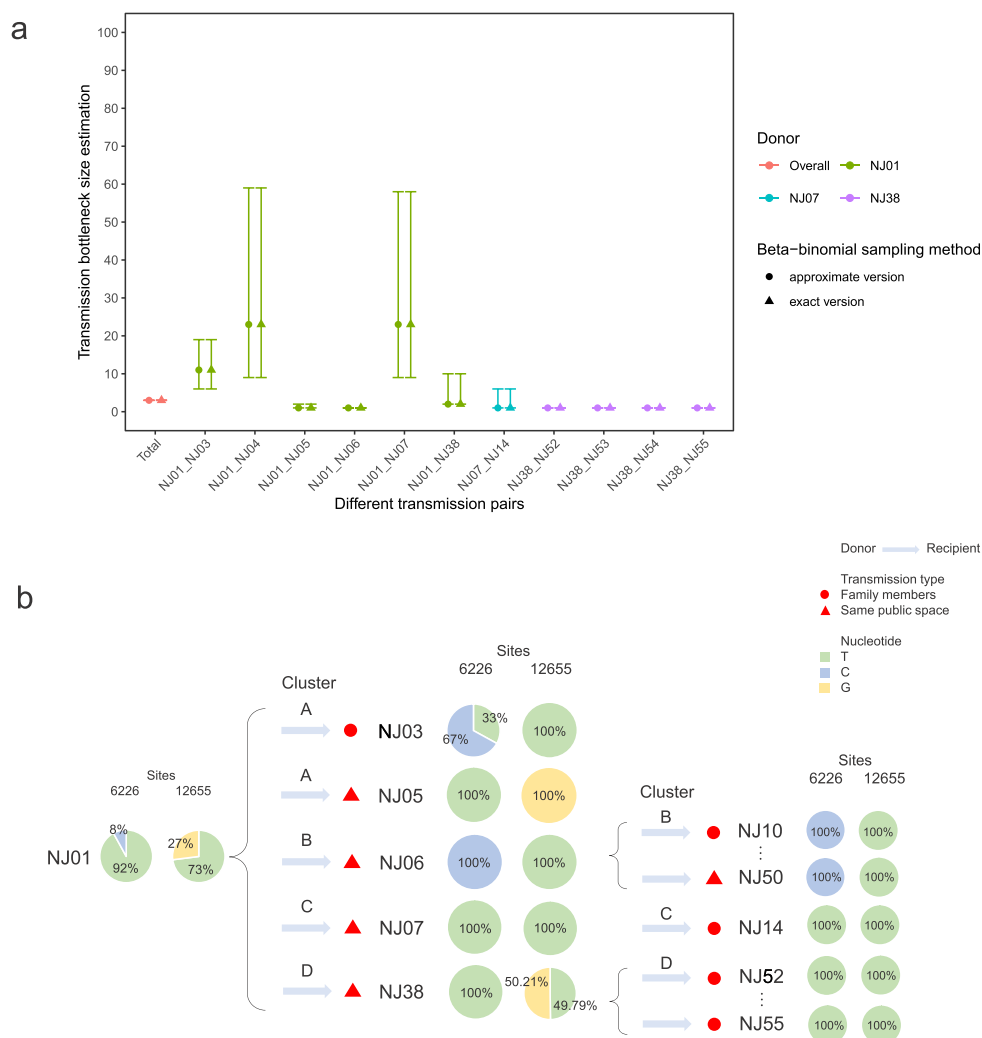 a
100
90
80
70
60
50
40
30
20
10
0
Transmission bottleneck size estimation
Total
NJ01_NJ03
NJ01_NJ04
NJ01_NJ05
NJ01_NJ06
NJ01_NJ07
NJ01_NJ38
NJ07_NJ14
NJ38_NJ52
NJ38_NJ53
NJ38_NJ54
NJ38_NJ55
Different transmission pairs
Donor
Overall NJ01
NJ07 NJ38
Beta−binomial sampling method
approximate version
exact version
b
Donor Recipient
Transmission type
Family members
Same public space
Nucleotide
T
C
G
Sites
6226 12655
NJ01
8%
92%
27%
73%
Cluster
Sites
6226 12655
A
NJ03
33%
67%
100%
A
NJ05
100%
100%
B
NJ06
100%
100%
C
NJ07
100%
100%
D
NJ38
100%
50.21%
49.79%
Cluster
Sites
6226 12655
B
NJ10
100%
100%
NJ50
100%
100%
C
NJ14
100%
100%
D
NJ52
100%
100%
NJ55
100%
100%